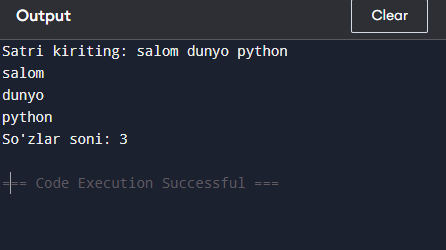 Output
Clear
Satri kiriting: salom dunyo python
salom
dunyo
python
So'zlar soni: 3
=== Code Execution Successful ===